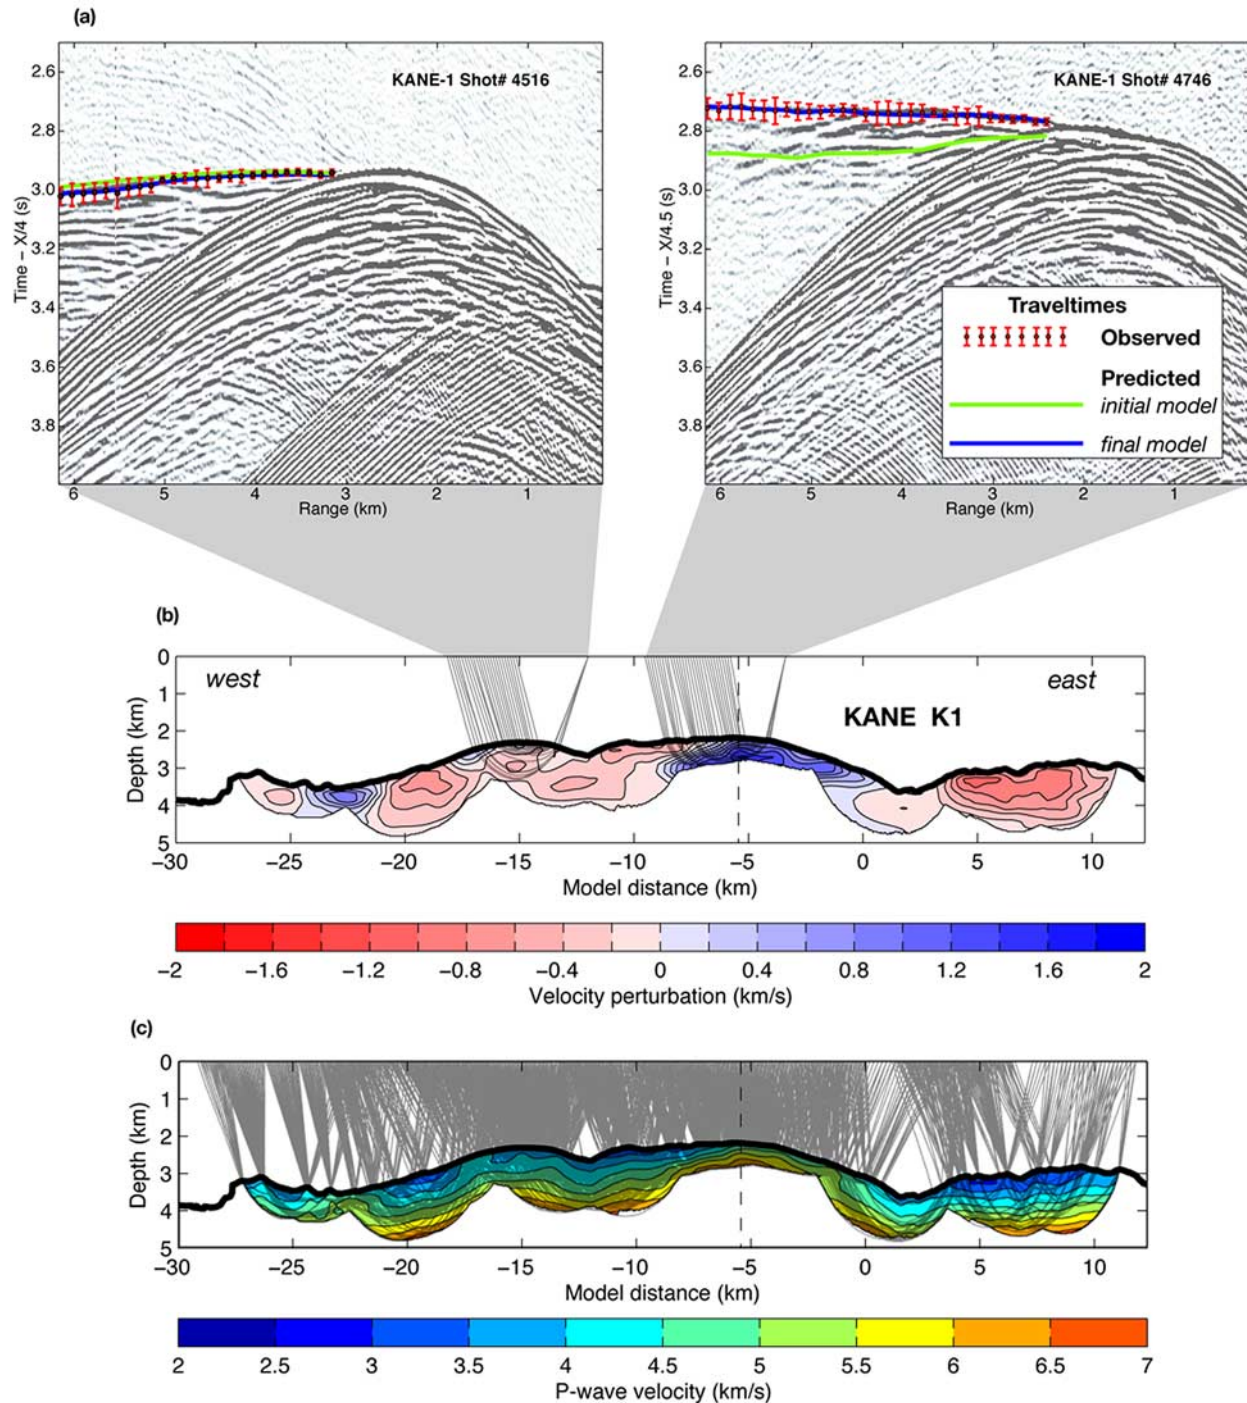 (a)
KANE-1 Shot# 4516
2.6
2.8
3.0
3.2
3.4
3.6
3.8
Time – X/4 (s)
6 5 4 3 2 1
Range (km)
KANE-1 Shot# 4746
2.6
2.8
3.0
3.2
3.4
3.6
3.8
Time – X/4.5 (s)
6 5 4 3 2 1
Range (km)
Traveltimes
Observed
Predicted
initial model
final model
(b)
west
east
KANE K1
0
1
2
3
4
5
Depth (km)
−30 −25 −20 −15 −10 −5 0 5 10
Model distance (km)
−2 −1.6 −1.2 −0.8 −0.4 0 0.4 0.8 1.2 1.6 2
Velocity perturbation (km/s)
(c)
0
1
2
3
4
5
Depth (km)
−30 −25 −20 −15 −10 −5 0 5 10
Model distance (km)
2 2.5 3 3.5 4 4.5 5 5.5 6 6.5 7
P-wave velocity (km/s)